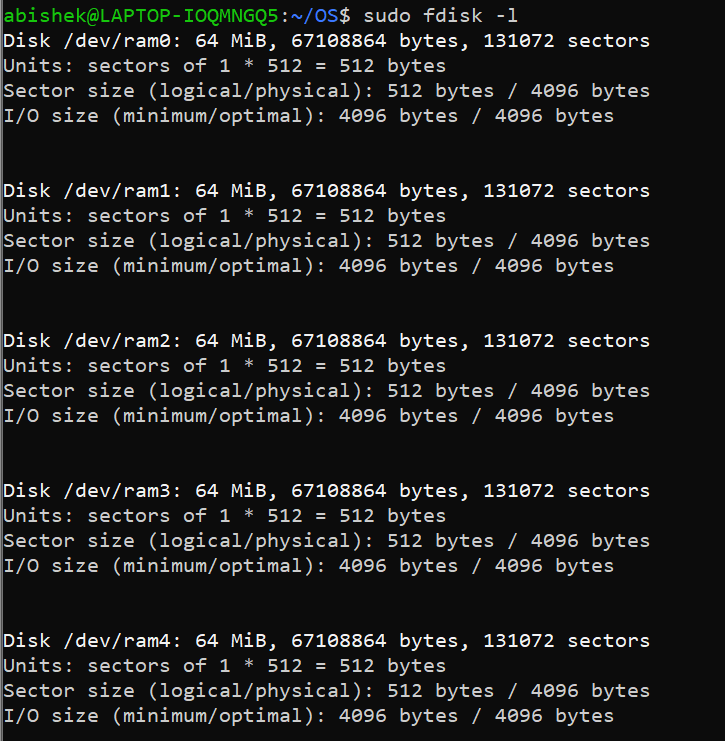 abishek@LAPTOP-IOQMNGQ5:~/OS$ sudo fdisk -l
Disk /dev/ram0: 64 MiB, 67108864 bytes, 131072 sectors
Units: sectors of 1 * 512 = 512 bytes
Sector size (logical/physical): 512 bytes / 4096 bytes
I/O size (minimum/optimal): 4096 bytes / 4096 bytes
Disk /dev/ram1: 64 MiB, 67108864 bytes, 131072 sectors
Units: sectors of 1 * 512 = 512 bytes
Sector size (logical/physical): 512 bytes / 4096 bytes
I/O size (minimum/optimal): 4096 bytes / 4096 bytes
Disk /dev/ram2: 64 MiB, 67108864 bytes, 131072 sectors
Units: sectors of 1 * 512 = 512 bytes
Sector size (logical/physical): 512 bytes / 4096 bytes
I/O size (minimum/optimal): 4096 bytes / 4096 bytes
Disk /dev/ram3: 64 MiB, 67108864 bytes, 131072 sectors
Units: sectors of 1 * 512 = 512 bytes
Sector size (logical/physical): 512 bytes / 4096 bytes
I/O size (minimum/optimal): 4096 bytes / 4096 bytes
Disk /dev/ram4: 64 MiB, 67108864 bytes, 131072 sectors
Units: sectors of 1 * 512 = 512 bytes
Sector size (logical/physical): 512 bytes / 4096 bytes
I/O size (minimum/optimal): 4096 bytes / 4096 bytes